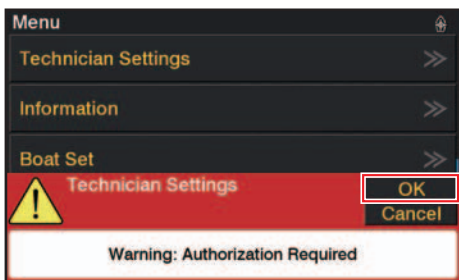 Menu
Technician Settings
Information
Boat Set
Technician Settings
OK
Cancel
Warning: Authorization Required